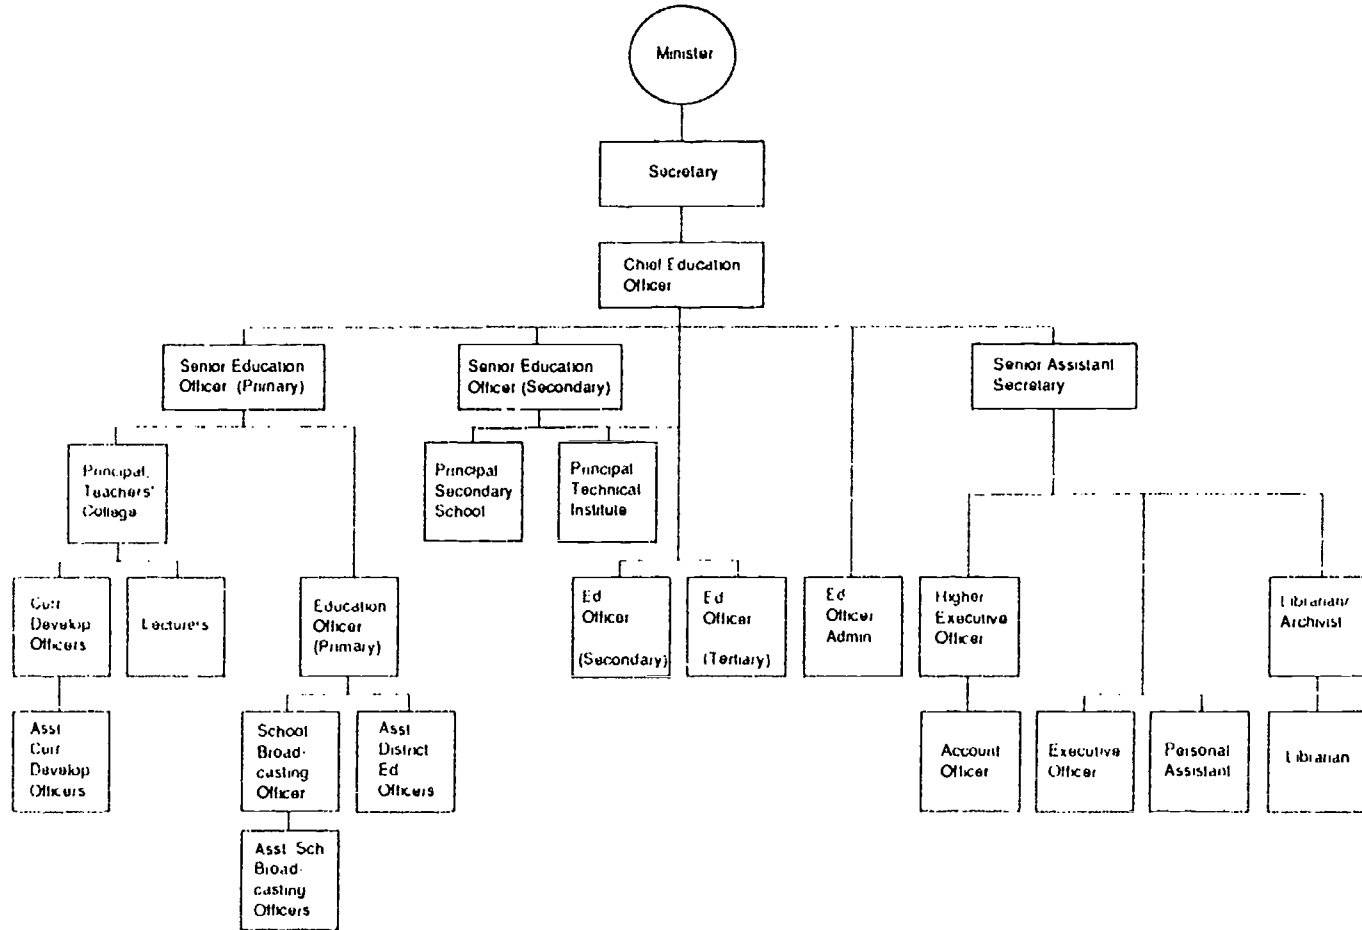 Minister
Secretary
Chief Education
Officer
Senior Education
Officer (Primary)
Senior Education
Officer (Secondary)
Senior Assistant
Secretary
Principal,
Teachers'
College
Principal
Secondary
School
Principal
Technical
Institute
Curr
Develop
Officers
Lecturers
Education
Officer
(Primary)
Ed
Officer
(Secondary)
Ed
Officer
(Tertiary)
Ed
Officer
Admin
Higher
Executive
Officer
Librarian/
Archivist
Asst
Curr
Develop
Officers
School
Broad-
casting
Officer
Asst
District
Ed
Officers
Account
Officer
Executive
Officer
Personal
Assistant
Librarian
Asst Sch
Broad-
casting
Officers